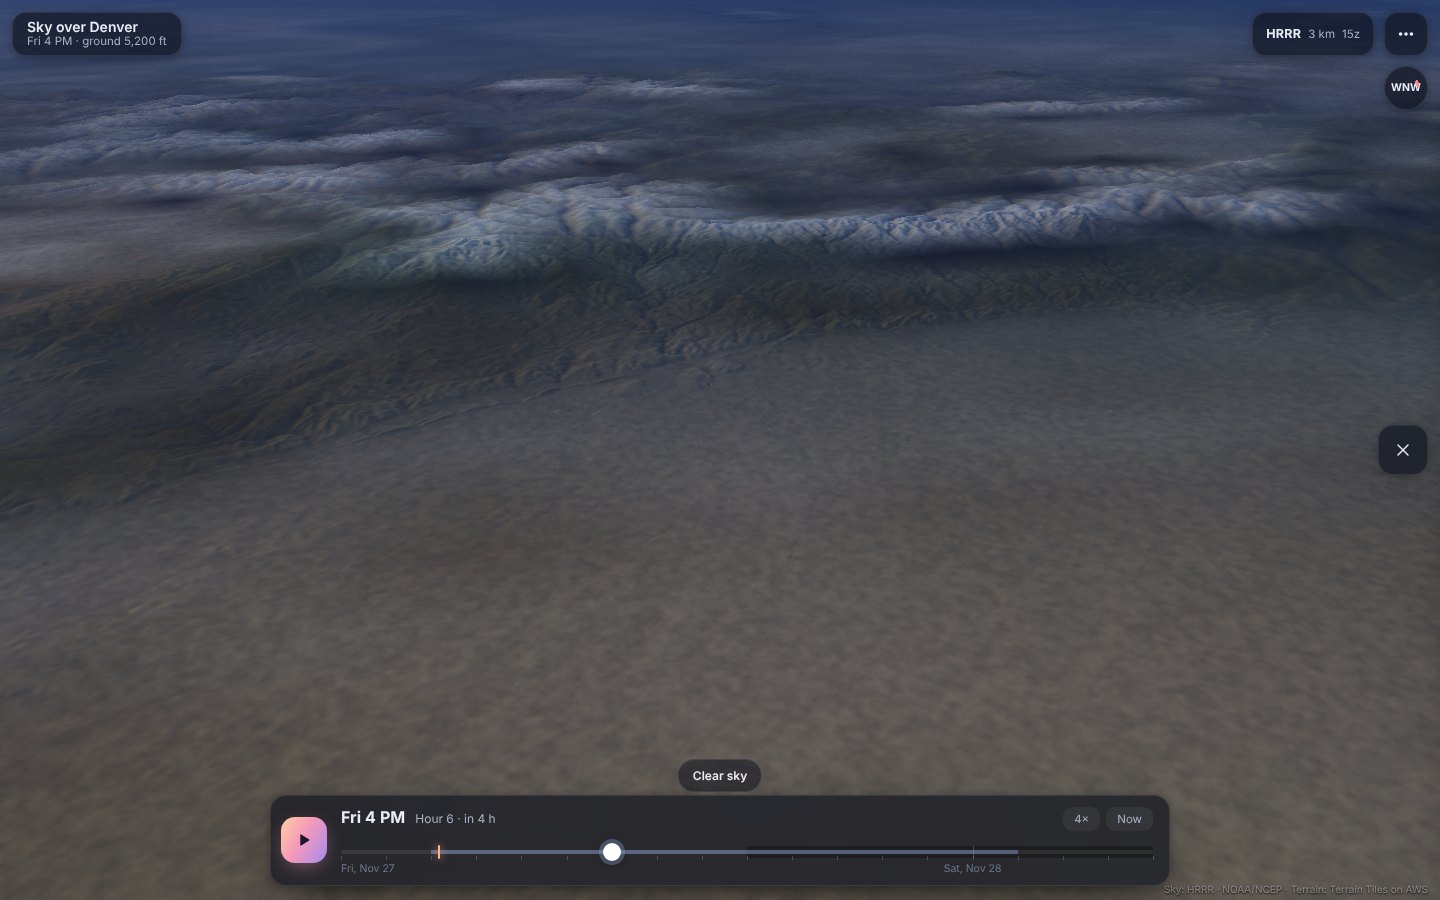 Sky over Denver
Fri 4 PM · ground 5,200 ft
HRRR 3 km 15z
WNW
Clear sky
Fri 4 PM Hour 6 · in 4 h
4× Now
Fri, Nov 27 Sat, Nov 28
Sky: HRRR · NOAA/NCEP · Terrain: Terrain Tiles on AWS